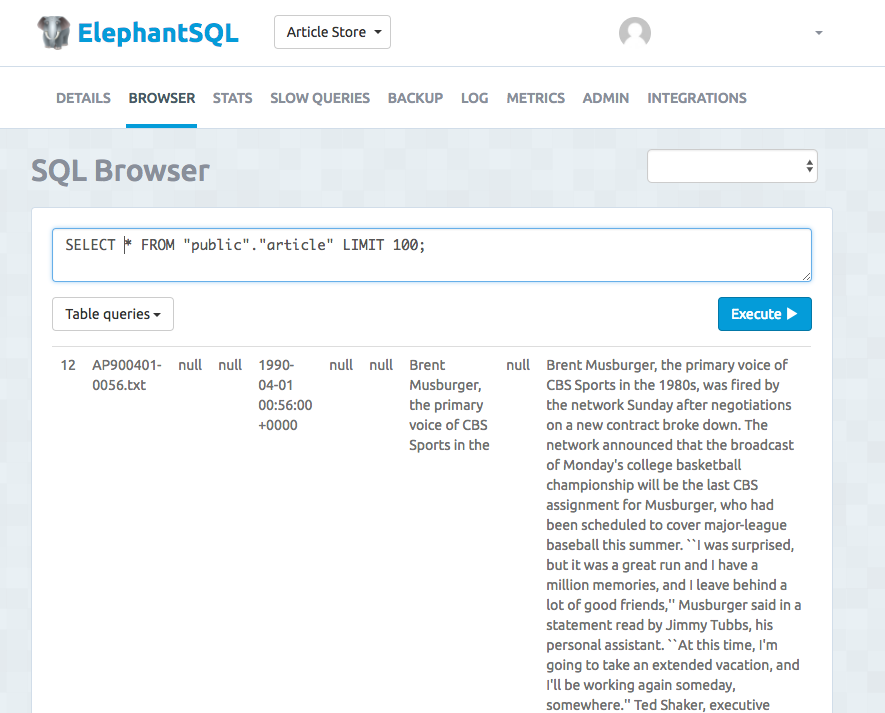 ElephantSQL
Article Store
DETAILS BROWSER STATS SLOW QUERIES BACKUP LOG METRICS ADMIN INTEGRATIONS
SQL Browser
SELECT * FROM "public"."article" LIMIT 100;
Table queries
Execute
12
AP900401-
0056.txt
null
null
1990-
04-01
00:56:00
+0000
null
null
Brent
Musburger,
the primary
voice of CBS
Sports in the
null
Brent Musburger, the primary voice of
CBS Sports in the 1980s, was fired by
the network Sunday after negotiations
on a new contract broke down. The
network announced that the broadcast
of Monday's college basketball
championship will be the last CBS
assignment for Musburger, who had
been scheduled to cover major-league
baseball this summer. ``I was surprised,
but it was a great run and I have a
million memories, and I leave behind a
lot of good friends,'' Musburger said in a
statement read by Jimmy Tubbs, his
personal assistant. ``At this time, I'm
going to take an extended vacation, and
I'll be working again someday,
somewhere.'' Ted Shaker, executive